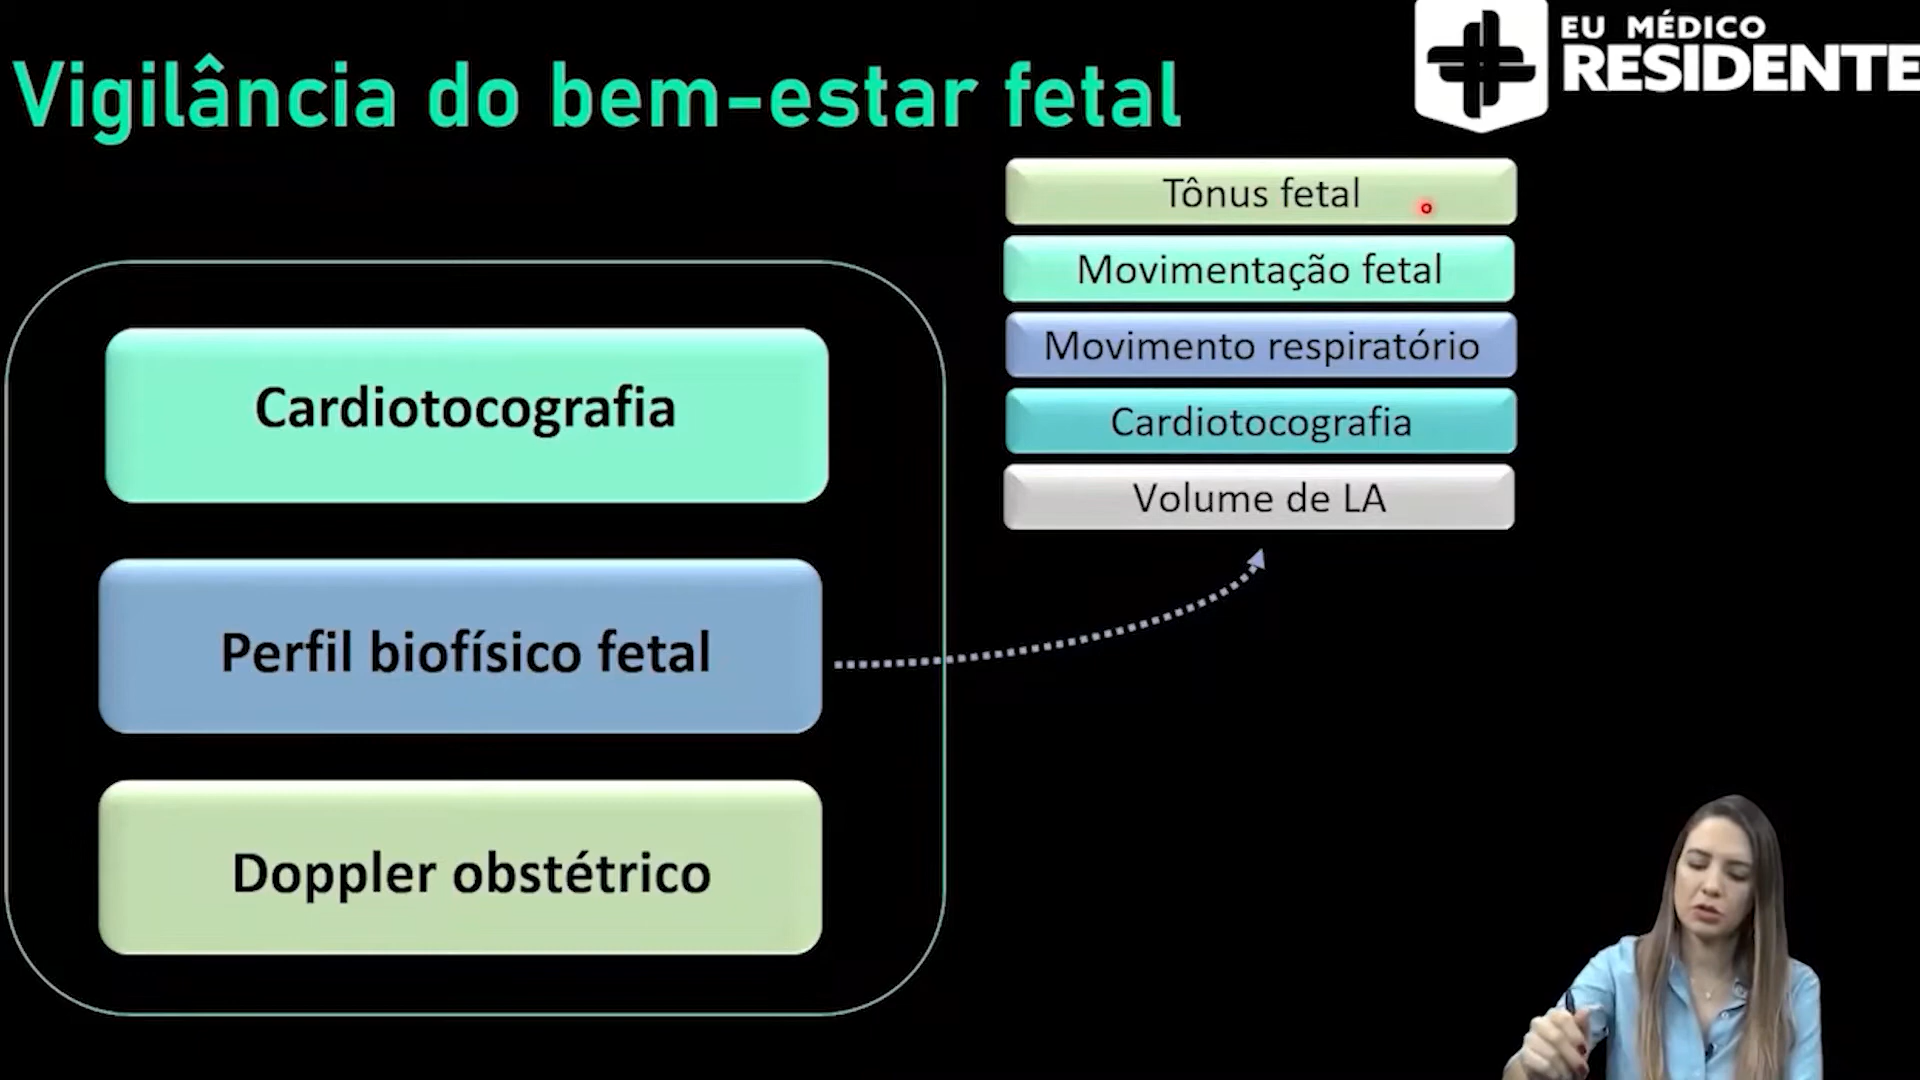 Vigilância do bem-estar fetal
EU MÉDICO
RESIDENTE
Tônus fetal
Movimentação fetal
Movimento respiratório
Cardiotocografia
Volume de LA
Cardiotocografia
Perfil biofísico fetal
Doppler obstétrico